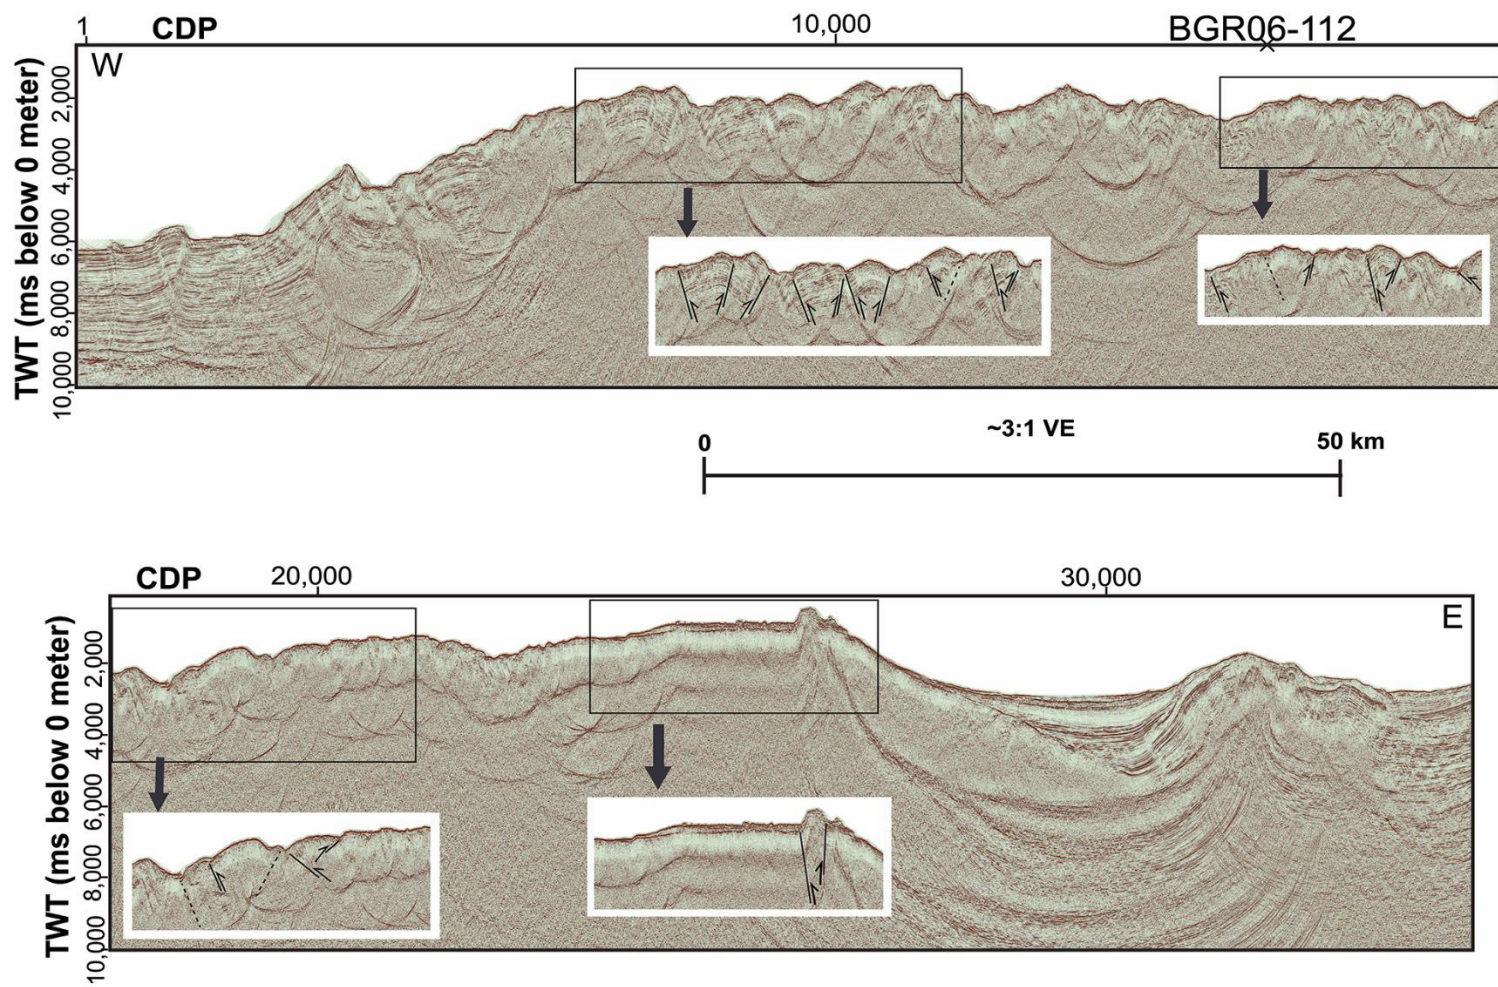 1 CDP 10,000 BGR06-112
W
TWT (ms below 0 meter)
2,000
4,000
6,000
8,000
10,000
~3:1 VE
0 50 km
CDP 20,000 30,000
E
TWT (ms below 0 meter)
2,000
4,000
6,000
8,000
10,000